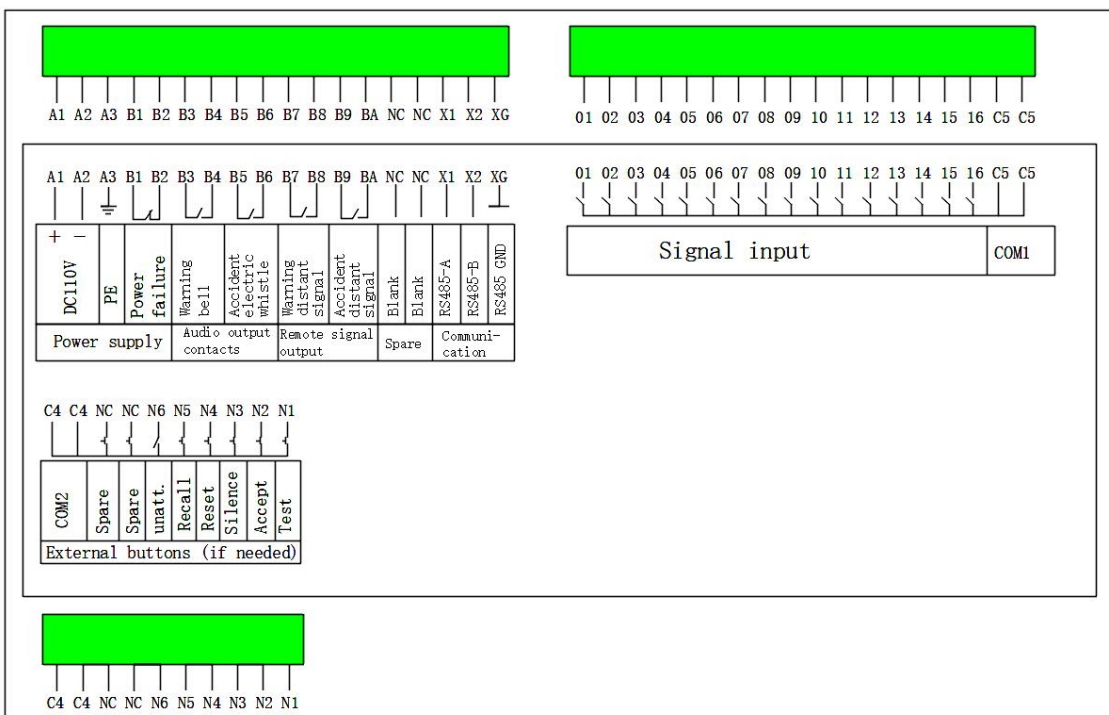 A1 A2 A3 B1 B2 B3 B4 B5 B6 B7 B8 B9 BA NC NC X1 X2 XG
01 02 03 04 05 06 07 08 09 10 11 12 13 14 15 16 C5 C5
A1 A2 A3 B1 B2 B3 B4 B5 B6 B7 B8 B9 BA NC NC X1 X2 XG
+ −
DC110V
PE
Power
failure
Warning
bell
Accident
electric
whistle
Warning
distant
signal
Accident
distant
signal
Blank
Blank
RS485-A
RS485-B
RS485 GND
Power supply
Audio output
contacts
Remote signal
output
Spare
Communi-
cation
01 02 03 04 05 06 07 08 09 10 11 12 13 14 15 16 C5 C5
Signal input
COM1
C4 C4 NC NC N6 N5 N4 N3 N2 N1
COM2
Spare
Spare
unatt.
Recall
Reset
Silence
Accept
Test
External buttons (if needed)
C4 C4 NC NC N6 N5 N4 N3 N2 N1